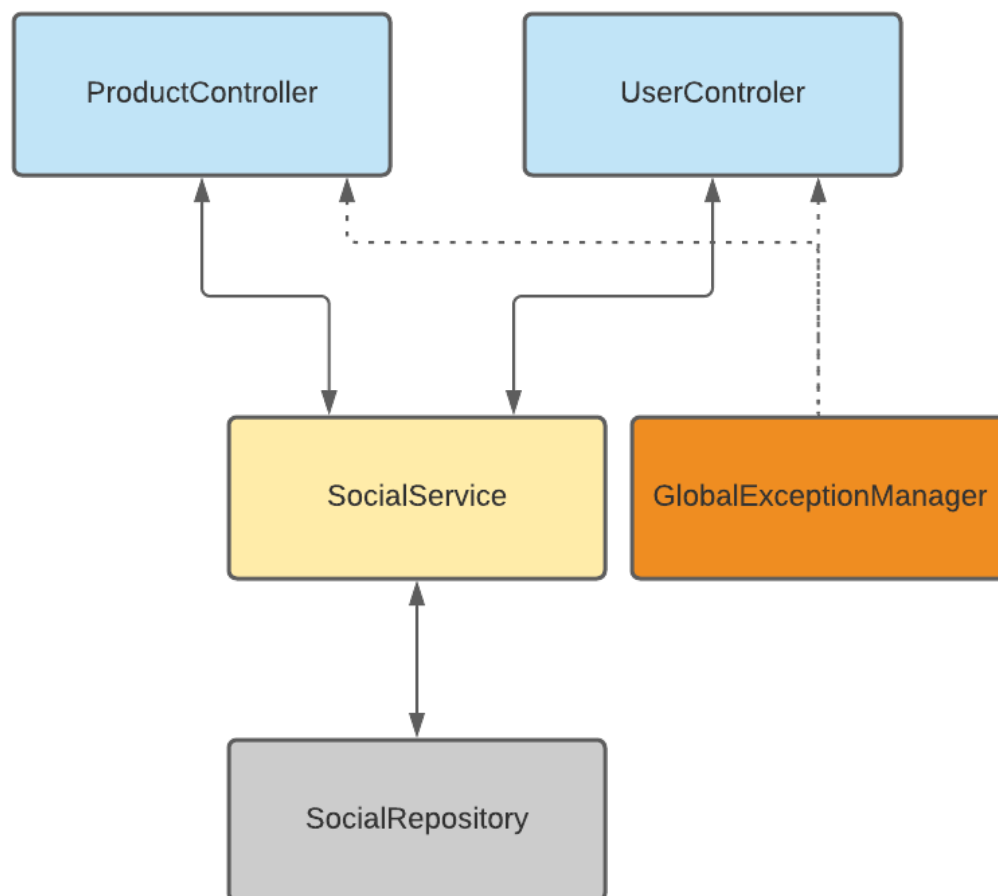 ProductController
UserControler
SocialService
GlobalExceptionManager
SocialRepository